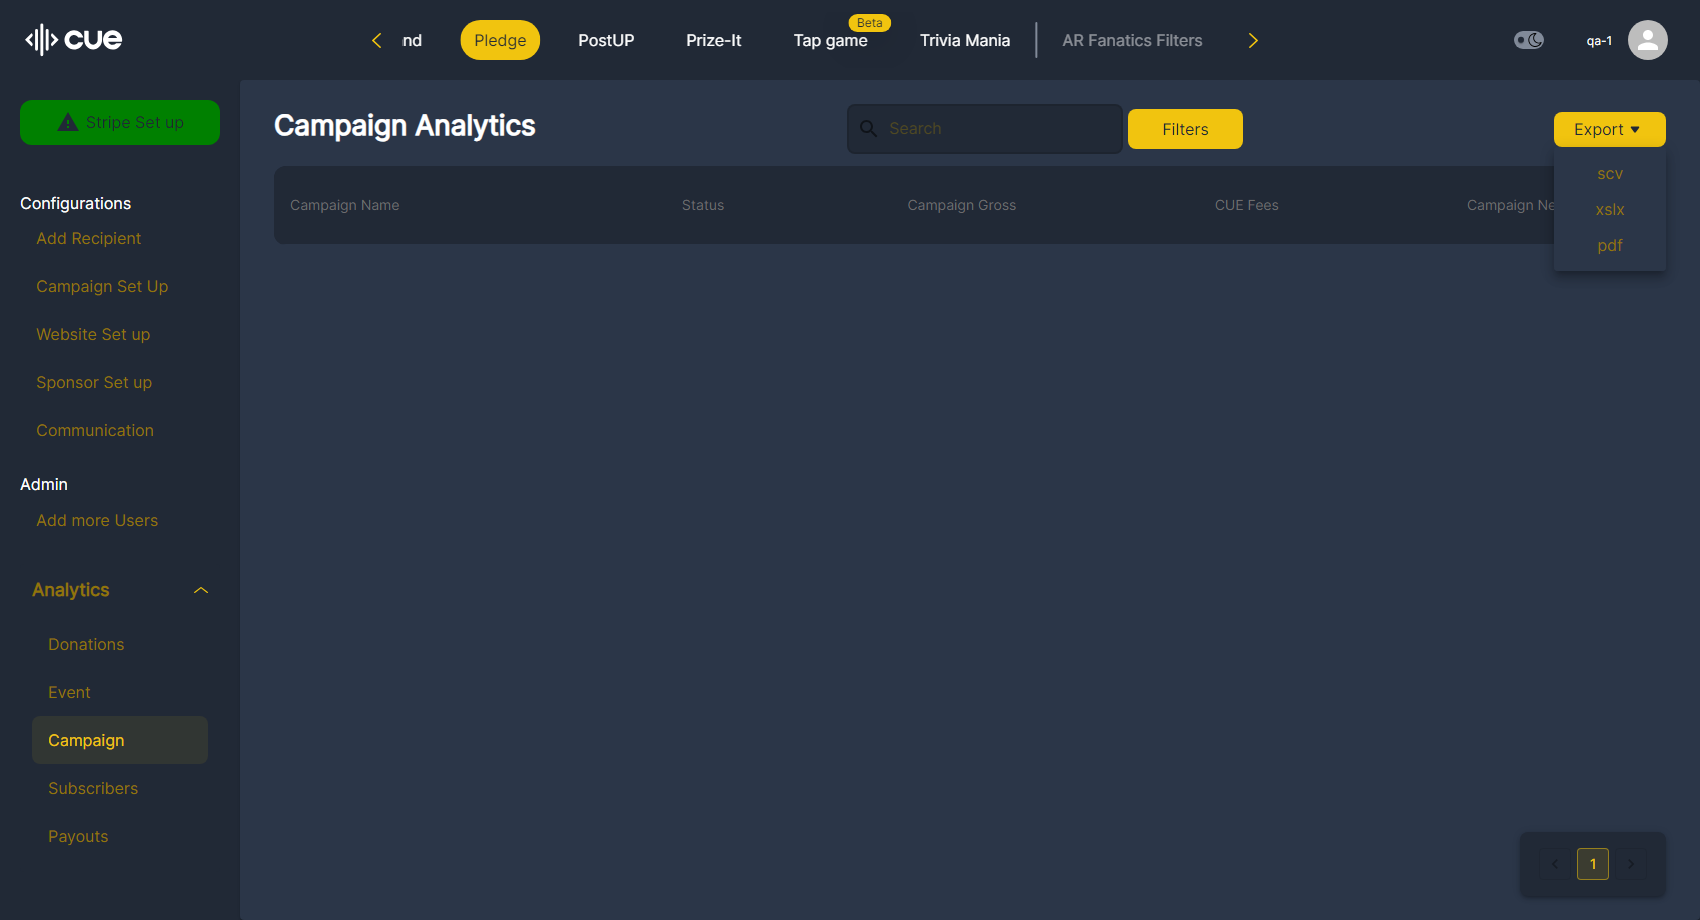 cue
nd
Pledge
PostUP
Prize-It
Tap game
Beta
Trivia Mania
AR Fanatics Filters
qa-1
Stripe Set up
Configurations
Add Recipient
Campaign Set Up
Website Set up
Sponsor Set up
Communication
Admin
Add more Users
Analytics
Donations
Event
Campaign
Subscribers
Payouts
Campaign Analytics
Search
Filters
Export
scv
xslx
pdf
Campaign Name
Status
Campaign Gross
CUE Fees
Campaign Ne
1